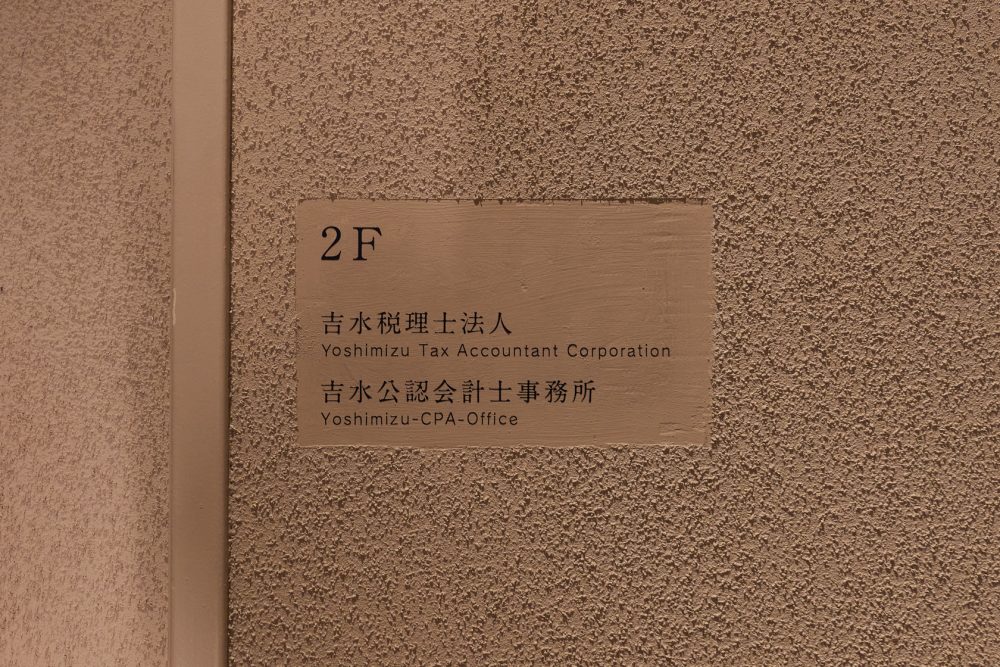 2F
吉水税理士法人
Yoshimizu Tax Accountant Corporation
吉水公認会計士事務所
Yoshimizu-CPA-Office